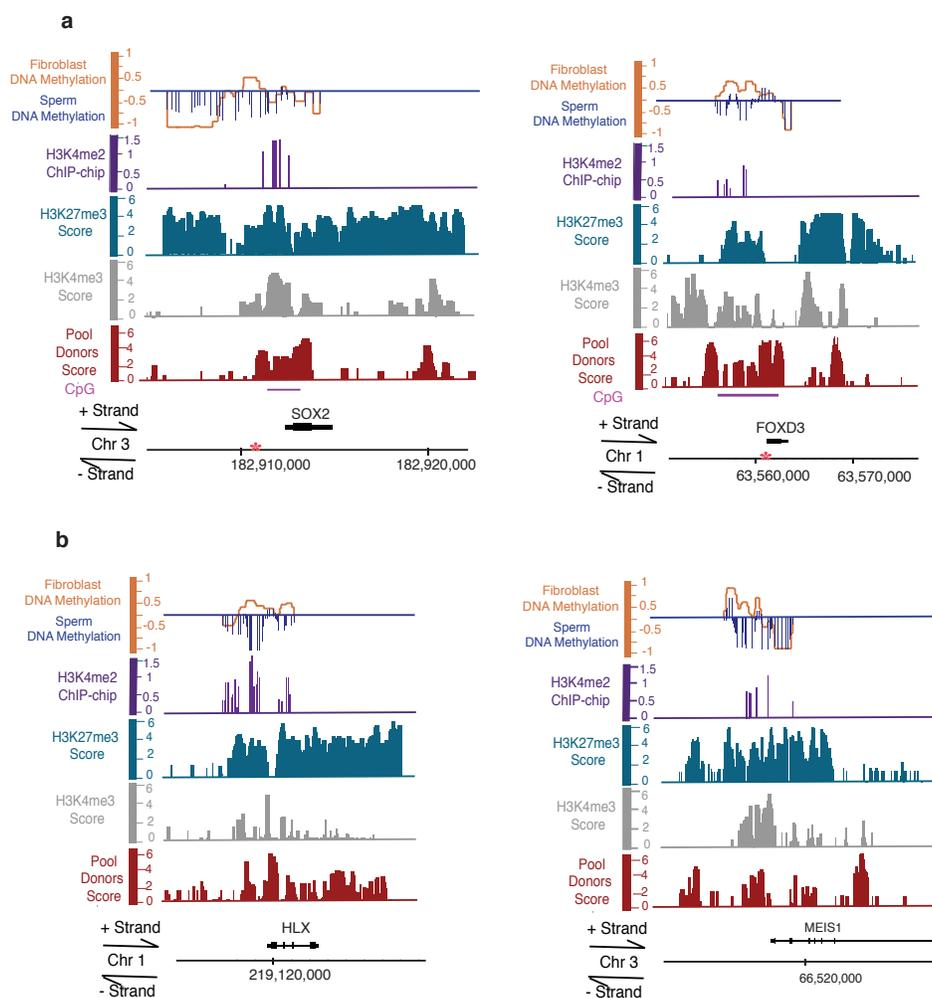 a
Fibroblast
DNA Methylation
Sperm
DNA Methylation
1
0.5
-0.5
-1
H3K4me2
ChIP-chip
1.5
1
0.5
0
H3K27me3
Score
6
4
2
0
H3K4me3
Score
6
4
2
0
Pool
Donors
Score
6
4
2
0
CpG
+ Strand
Chr 3
- Strand
SOX2
182,910,000
182,920,000
Fibroblast
DNA Methylation
Sperm
DNA Methylation
1
0.5
-0.5
-1
H3K4me2
ChIP-chip
1.5
1
0.5
0
H3K27me3
Score
6
4
2
0
H3K4me3
Score
6
4
2
0
Pool
Donors
Score
6
4
2
0
CpG
+ Strand
Chr 1
- Strand
FOXD3
63,560,000
63,570,000
b
Fibroblast
DNA Methylation
Sperm
DNA Methylation
1
0.5
-0.5
-1
H3K4me2
ChIP-chip
1.5
1
0.5
0
H3K27me3
Score
6
4
2
0
H3K4me3
Score
6
4
2
0
Pool
Donors
Score
6
4
2
0
+ Strand
Chr 1
- Strand
HLX
219,120,000
Fibroblast
DNA Methylation
Sperm
DNA Methylation
1
0.5
-0.5
-1
H3K4me2
ChIP-chip
1.5
1
0.5
0
H3K27me3
Score
6
4
2
0
H3K4me3
Score
6
4
2
0
Pool
Donors
Score
6
4
2
0
+ Strand
Chr 3
- Strand
MEIS1
66,520,000